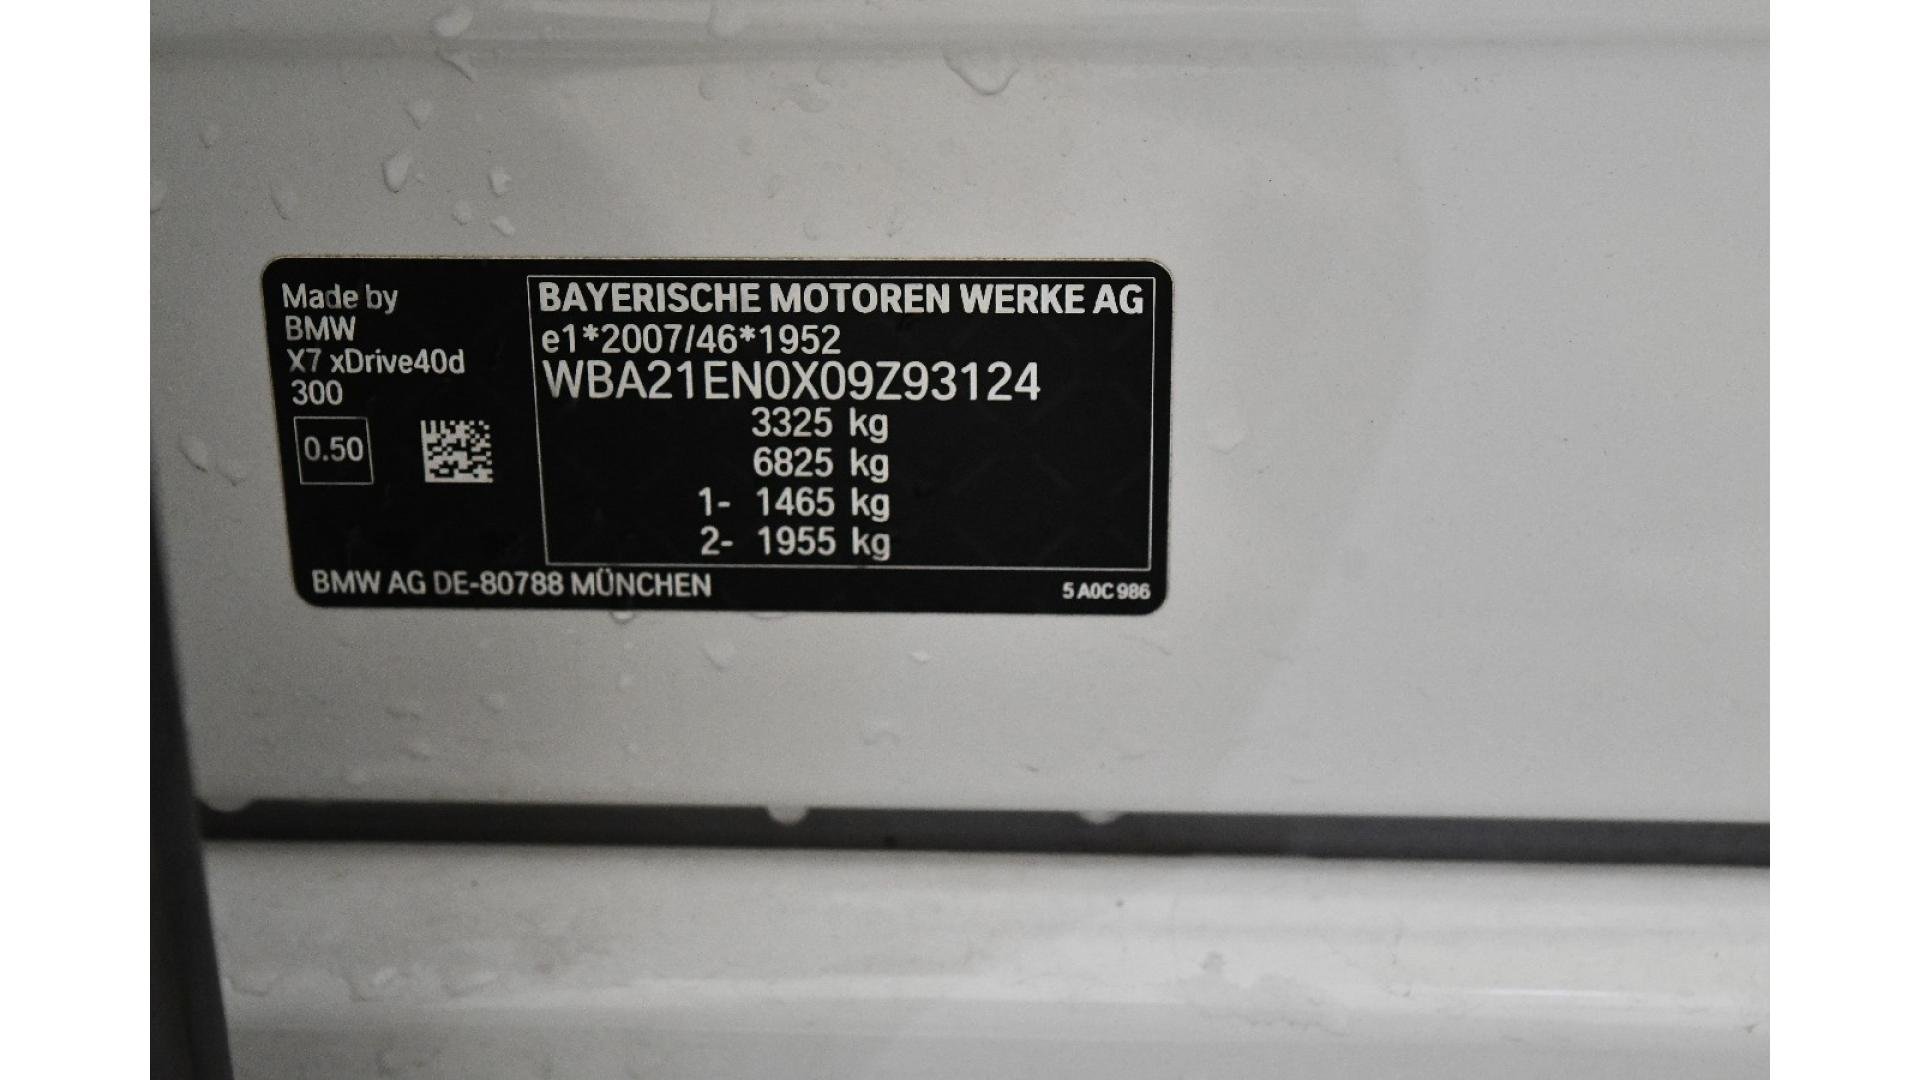 Made by
BMW
X7 xDrive40d
300
0.50
BAYERISCHE MOTOREN WERKE AG
e1*2007/46*1952
WBA21EN0X09Z93124
3325 kg
6825 kg
1- 1465 kg
2- 1955 kg
BMW AG DE-80788 MÜNCHEN
5 A0C 986